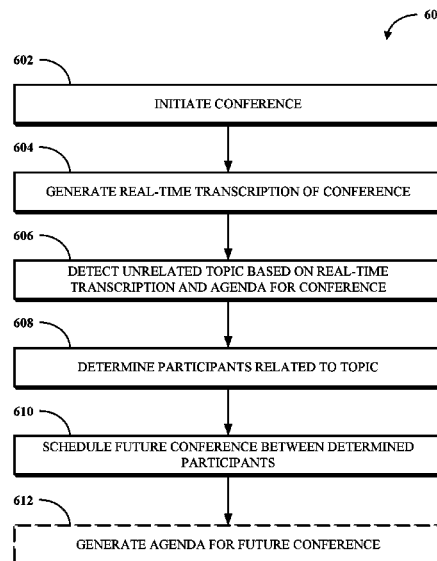 60
602
INITIATE CONFERENCE
604
GENERATE REAL-TIME TRANSCRIPTION OF CONFERENCE
606
DETECT UNRELATED TOPIC BASED ON REAL-TIME
TRANSCRIPTION AND AGENDA FOR CONFERENCE
608
DETERMINE PARTICIPANTS RELATED TO TOPIC
610
SCHEDULE FUTURE CONFERENCE BETWEEN DETERMINED
PARTICIPANTS
612
GENERATE AGENDA FOR FUTURE CONFERENCE